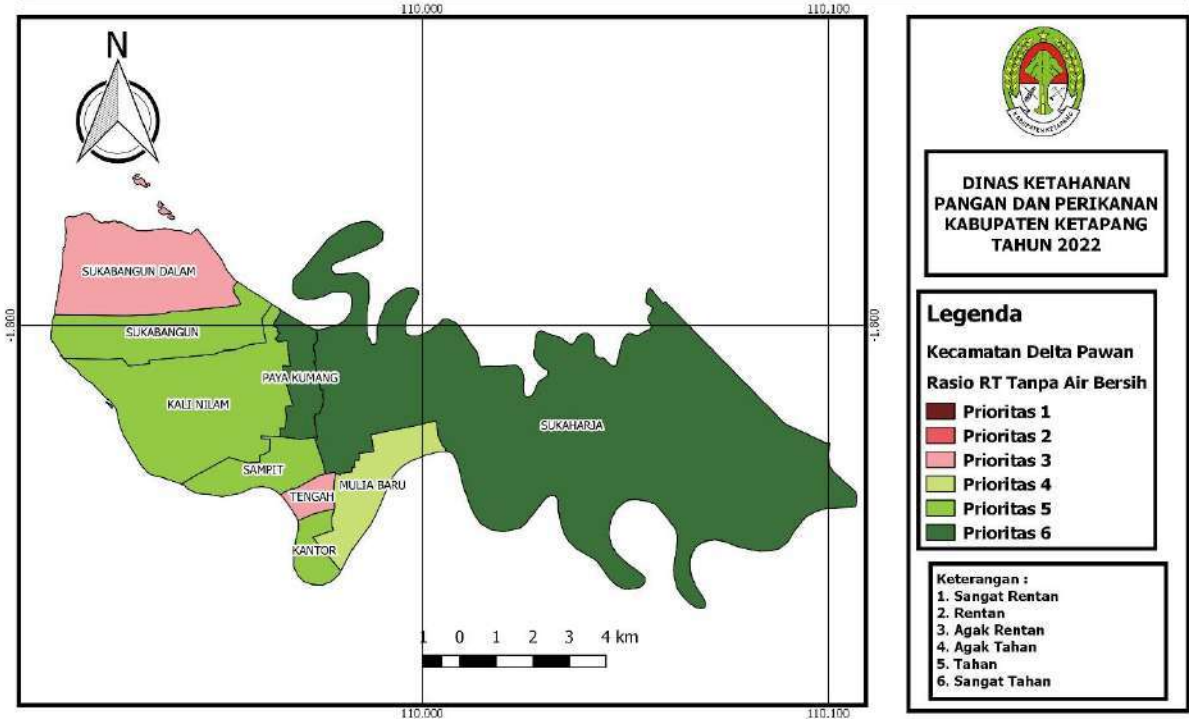 110.000
110.100
N
-1.800
-1.800
SUKABANGUN DALAM
SUKABANGUN
PAYA KUMANG
KALI NILAM
SUKAHARJA
SAMPIT
TENGAH
MULIA BARU
KANTOR
1 0 1 2 3 4 km
110.000
110.100
KABUPATEN KETAPANG
DINAS KETAHANAN
PANGAN DAN PERIKANAN
KABUPATEN KETAPANG
TAHUN 2022
Legenda
Kecamatan Delta Pawan
Rasio RT Tanpa Air Bersih
Prioritas 1
Prioritas 2
Prioritas 3
Prioritas 4
Prioritas 5
Prioritas 6
Keterangan :
1. Sangat Rentan
2. Rentan
3. Agak Rentan
4. Agak Tahan
5. Tahan
6. Sangat Tahan